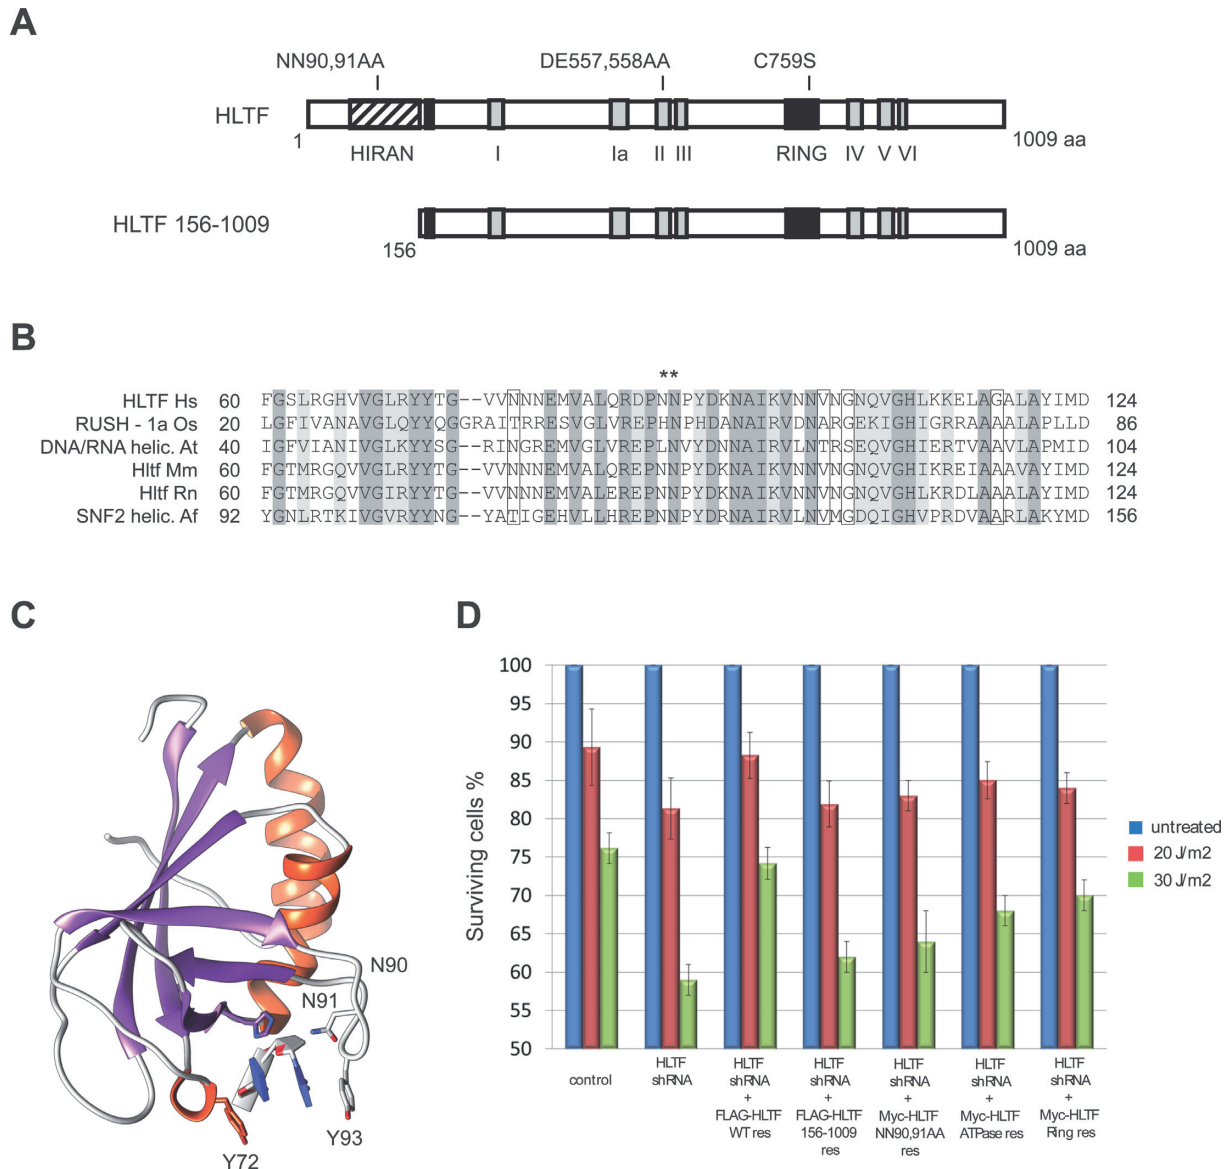 A
NN90,91AA DE557,558AA C759S
HLTF
1 1009 aa
HIRAN I Ia II III RING IV V VI
HLTF 156-1009
156 1009 aa
B
**
HLTF Hs 60 FGSLRGHVVGLRYYTG--VVNNNEMVALQRDPNNPYDKNAIKVNNVNGNQVGHLKKELAGALAYIMD 124
RUSH - 1a Os 20 LGFIVANAVGLQYYQGGRAITRRESVGLVREPHNPHDANAIRVDNTRSEKIGHIGRAAAAALAPLLD 86
DNA/RNA helic. At 40 IGFVIANIVGLKYYSG--RINGREMVGLVREPLNVYDNNAIRVLNTRSVQVGHIERTVAAVLAPMID 104
Hltf Mm 60 FGTMRGQVVGLRYYTG--VVNNNEMVALQREPNNPYDKNAIKVNNVNGNQVGHIKREIAAAVAYIMD 124
Hltf Rn 60 FGTMRGQVVGIRYYTG--VVNNNEMVALEREPNNPYDKNAIKVNNVNGNQVGHLKRDLAAALAYIMD 124
SNF2 helic. Af 92 YGNLRTKIVGVRYYNG--YATIGEHVLLHREPNNPYDRNAIRVLNVMGDQIGHVPRDVAARLAKYMD 156
C
N90
N91
Y93
Y72
D
Surviving cells %
100
95
90
85
80
75
70
65
60
55
50
untreated
20 J/m2
30 J/m2
control
HLTF
shRNA
HLTF
shRNA
+
FLAG-HLTF
WT res
HLTF
shRNA
+
FLAG-HLTF
156-1009
res
HLTF
shRNA
+
Myc-HLTF
NN90,91AA
res
HLTF
shRNA
+
Myc-HLTF
ATPase res
HLTF
shRNA
+
Myc-HLTF
Ring res